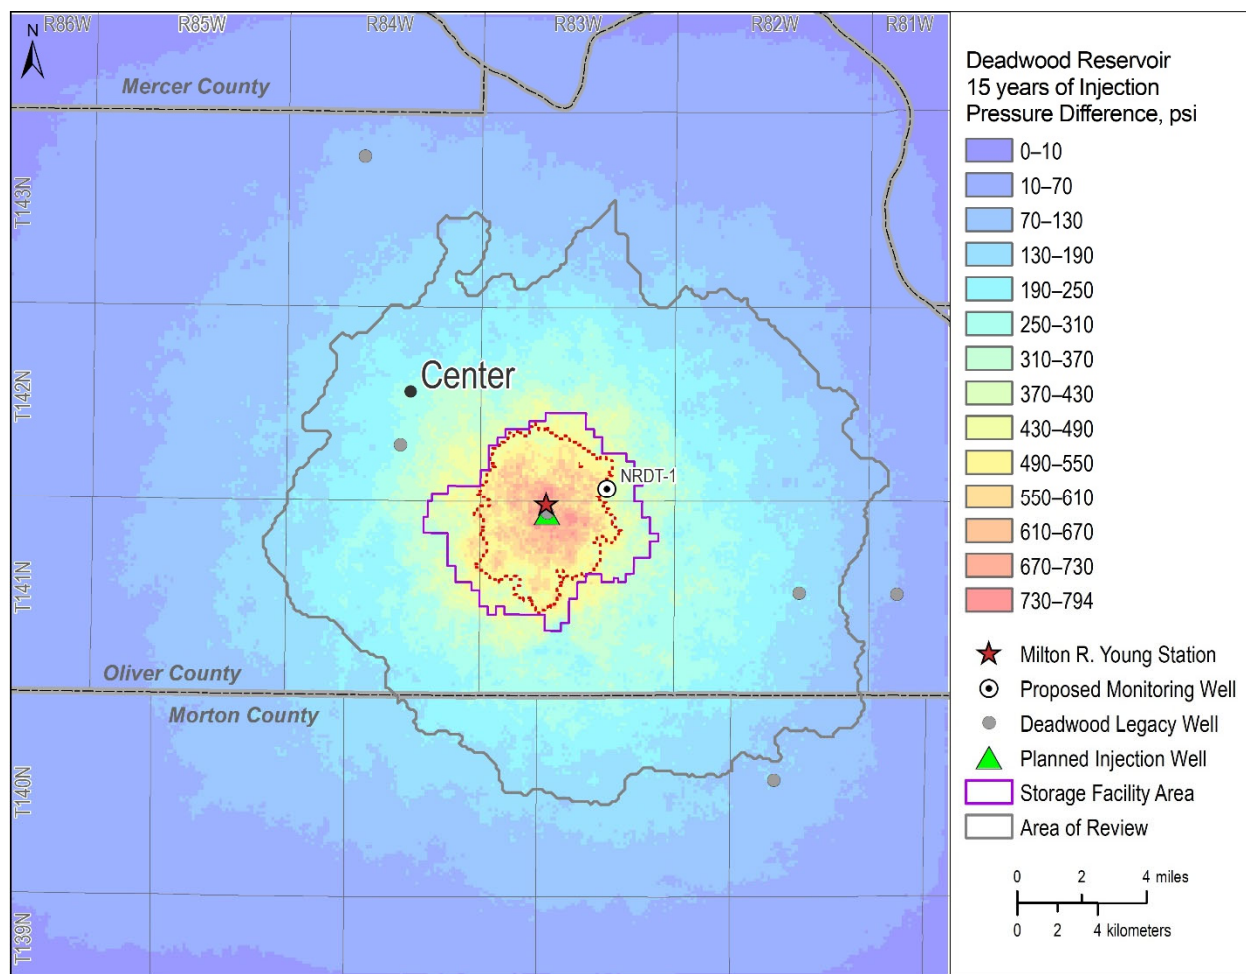 R86W
R85W
R84W
R83W
R82W
R81W
N
Mercer County
T143N
T142N
Center
NRDT-1
T141N
Oliver County
Morton County
T140N
T139N
Deadwood Reservoir
15 years of Injection
Pressure Difference, psi
0–10
10–70
70–130
130–190
190–250
250–310
310–370
370–430
430–490
490–550
550–610
610–670
670–730
730–794
Milton R. Young Station
Proposed Monitoring Well
Deadwood Legacy Well
Planned Injection Well
Storage Facility Area
Area of Review
0 2 4 miles
0 2 4 kilometers